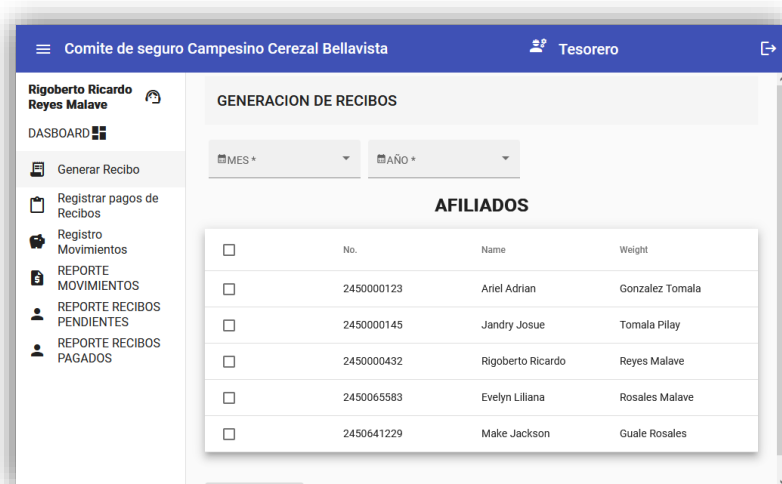 Comite de seguro Campesino Cerezal Bellavista
Tesorero
Rigoberto Ricardo
Reyes Malave
DASBOARD
Generar Recibo
Registrar pagos de
Recibos
Registro
Movimientos
REPORTE
MOVIMIENTOS
REPORTE RECIBOS
PENDIENTES
REPORTE RECIBOS
PAGADOS
GENERACION DE RECIBOS
MES * AÑO *
AFILIADOS
No. Name Weight
2450000123 Ariel Adrian Gonzalez Tomala
2450000145 Jandry Josue Tomala Pilay
2450000432 Rigoberto Ricardo Reyes Malave
2450065583 Evelyn Liliana Rosales Malave
2450641229 Make Jackson Guale Rosales